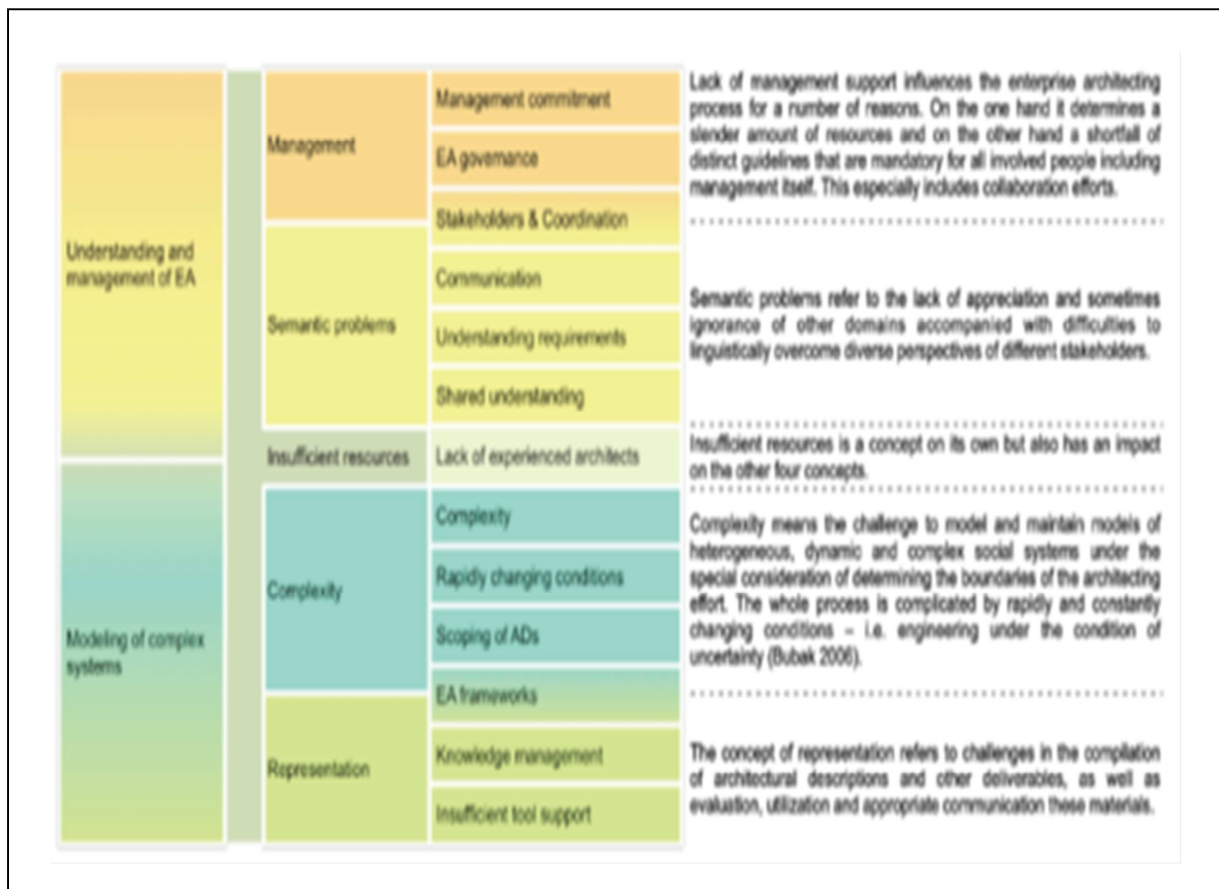 Understanding and
management of EA
Modeling of complex
systems
Management
Semantic problems
Insufficient resources
Complexity
Representation
Management commitment
EA governance
Stakeholders & Coordination
Communication
Understanding requirements
Shared understanding
Lack of experienced architects
Complexity
Rapidly changing conditions
Scoping of ADs
EA frameworks
Knowledge management
Insufficient tool support
Lack of management support influences the enterprise architecting
process for a number of reasons. On the one hand it determines a
slender amount of resources and on the other hand a shortfall of
distinct guidelines that are mandatory for all involved people including
management itself. This especially includes collaboration efforts.
Semantic problems refer to the lack of appreciation and sometimes
ignorance of other domains accompanied with difficulties to
linguistically overcome diverse perspectives of different stakeholders.
Insufficient resources is a concept on its own but also has an impact
on the other four concepts.
Complexity means the challenge to model and maintain models of
heterogeneous, dynamic and complex social systems under the
special consideration of determining the boundaries of the architecting
effort. The whole process is complicated by rapidly and constantly
changing conditions – i.e. engineering under the condition of
uncertainty (Bubak 2006).
The concept of representation refers to challenges in the compilation
of architectural descriptions and other deliverables, as well as
evaluation, utilization and appropriate communication these materials.